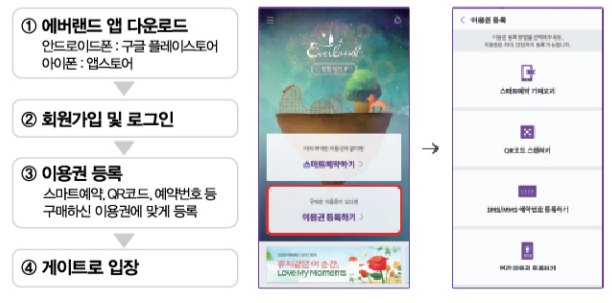 ① 에버랜드 앱 다운로드
안드로이드폰 : 구글 플레이스토어
아이폰 : 앱스토어
② 회원가입 및 로그인
③ 이용권 등록
스마트예약, QR코드, 예약번호 등
구매하신 이용권에 맞게 등록
④ 게이트로 입장
Everland
스마트예약하기 >
이용권 등록하기 >
Love My Moments
< 이용권 등록
스마트예약 가져오기
QR코드 스캔하기
SMS/MMS 예약번호 등록하기